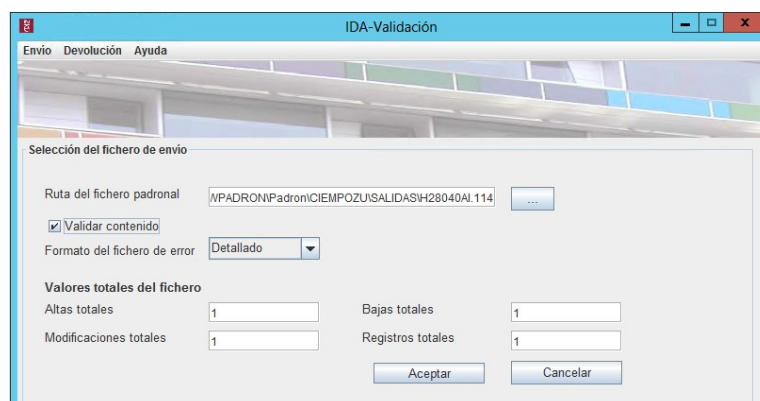 IDA-Validación
Envío Devolución Ayuda
Selección del fichero de envio
Ruta del fichero padronal
/VPADRON\Padron\CIEMPOZU\SALIDAS\H28040AI.114
...
Validar contenido
Formato del fichero de error
Detallado
Valores totales del fichero
Altas totales 1 Bajas totales 1
Modificaciones totales 1 Registros totales 1
Aceptar Cancelar